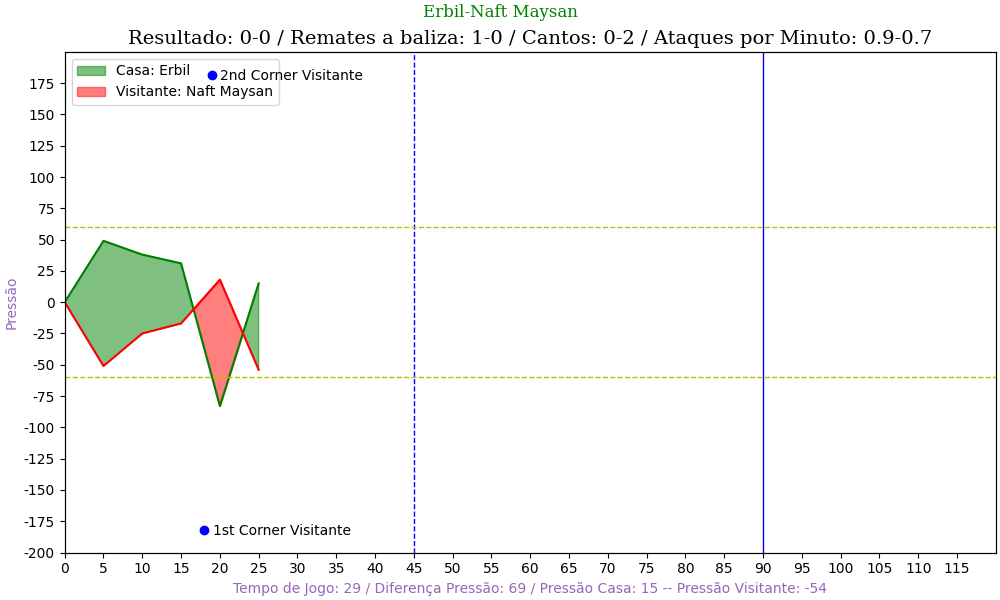 Erbil-Naft Maysan
Resultado: 0-0 / Remates a baliza: 1-0 / Cantos: 0-2 / Ataques por Minuto: 0.9-0.7
Casa: Erbil
Visitante: Naft Maysan
2nd Corner Visitante
175
150
125
100
75
50
25
0
-25
-50
-75
-100
-125
-150
-175
-200
Pressão
1st Corner Visitante
0 5 10 15 20 25 30 35 40 45 50 55 60 65 70 75 80 85 90 95 100 105 110 115
Tempo de Jogo: 29 / Diferença Pressão: 69 / Pressão Casa: 15 -- Pressão Visitante: -54